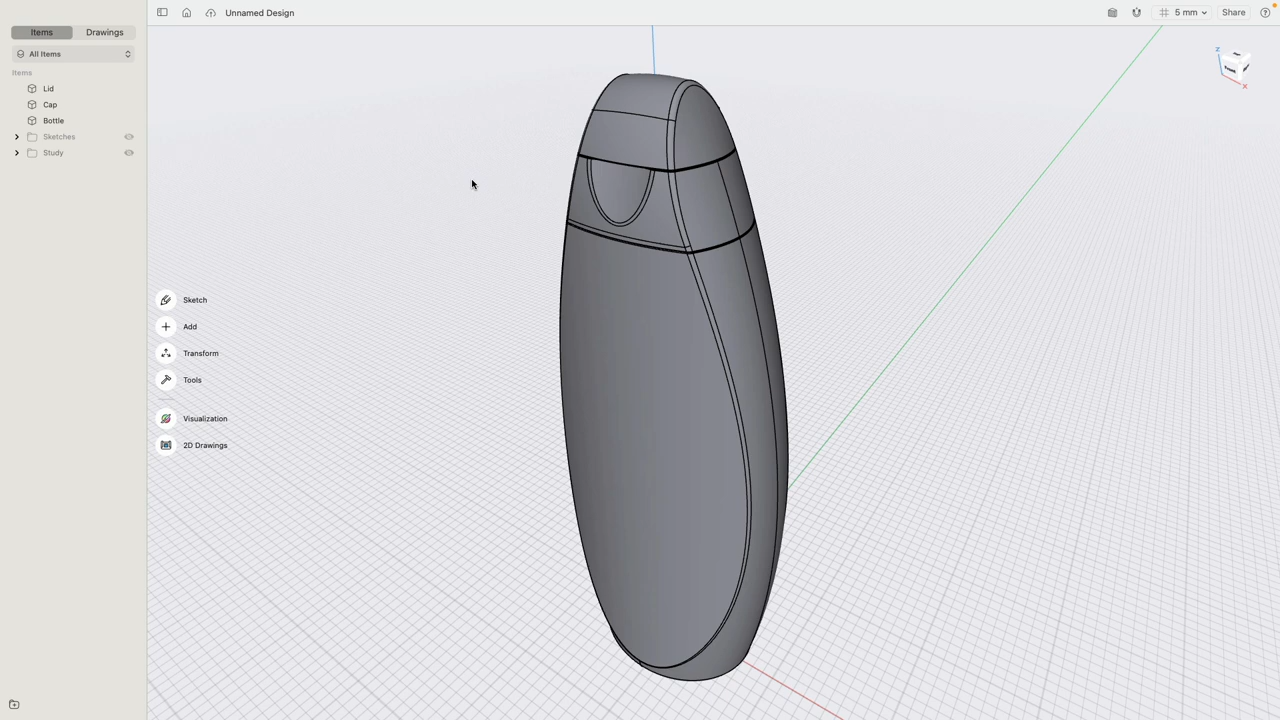 Unnamed Design
5 mm
Share
Items
Drawings
All Items
Items
Lid
Cap
Bottle
Sketches
Study
Sketch
Add
Transform
Tools
Visualization
2D Drawings
Z
X